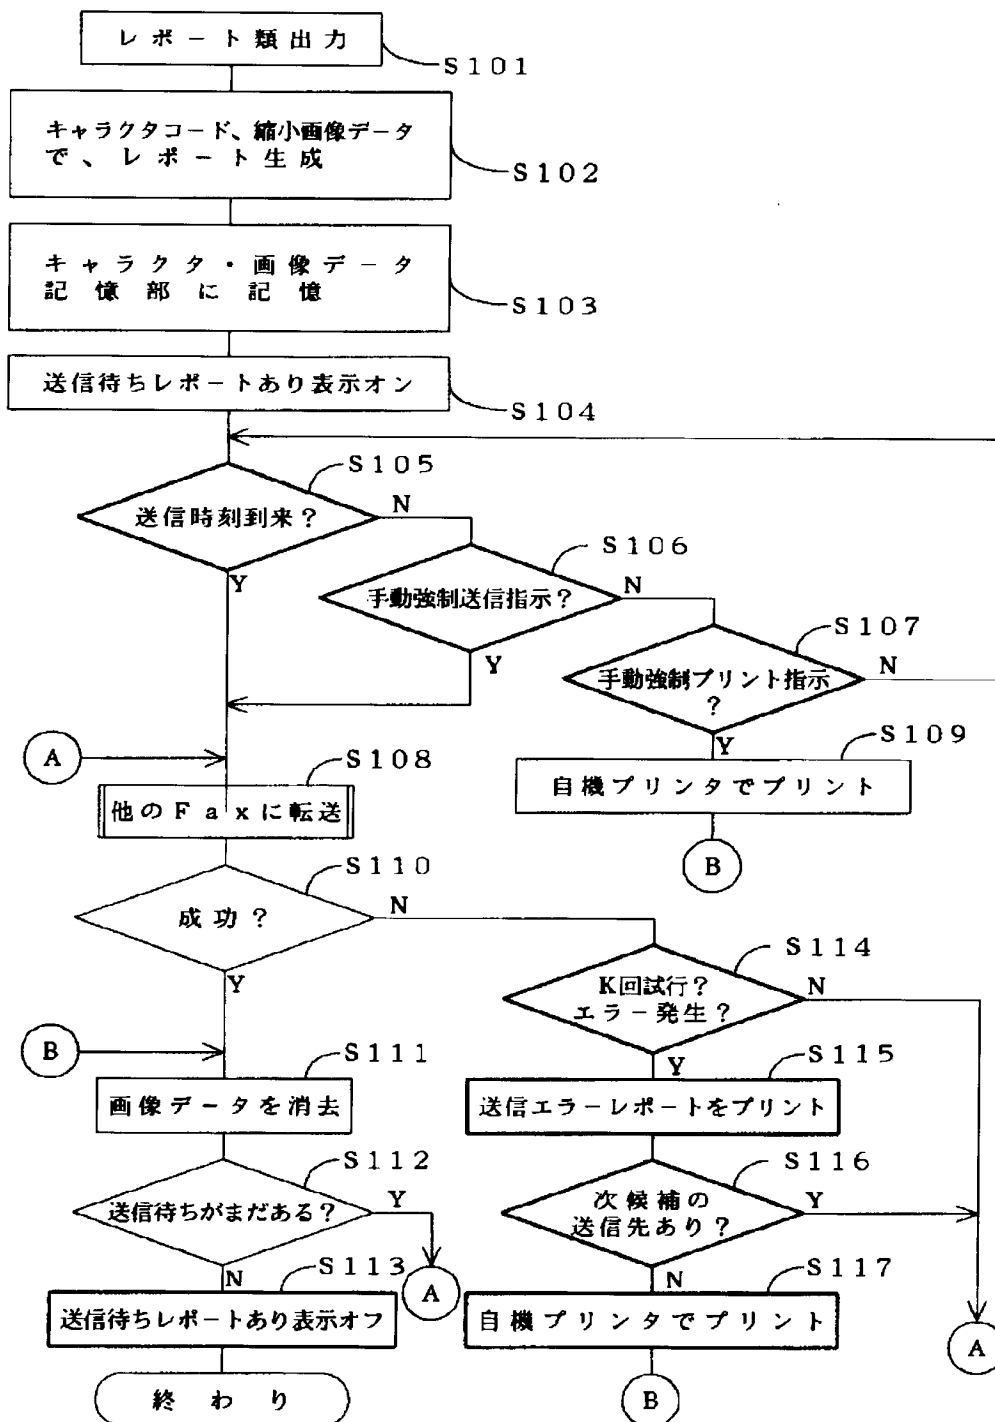 レポート類出力
S101
キャラクタコード、縮小画像データ
で、レポート生成
S102
キャラクタ・画像データ
記憶部に記憶
S103
送信待ちレポートあり表示オン
S104
S105
送信時刻到来？
N
Y
S106
手動強制送信指示？
N
Y
S107
手動強制プリント指示
？
N
Y
A
S108
他のFaxに転送
S109
自機プリンタでプリント
B
S110
成功？
N
Y
S114
K回試行？
エラー発生？
N
Y
B
S111
画像データを消去
S115
送信エラーレポートをプリント
S112
送信待ちがまだある？
Y
N
A
S116
次候補の
送信先あり？
Y
N
S113
送信待ちレポートあり表示オフ
S117
自機プリンタでプリント
A
終わり
B